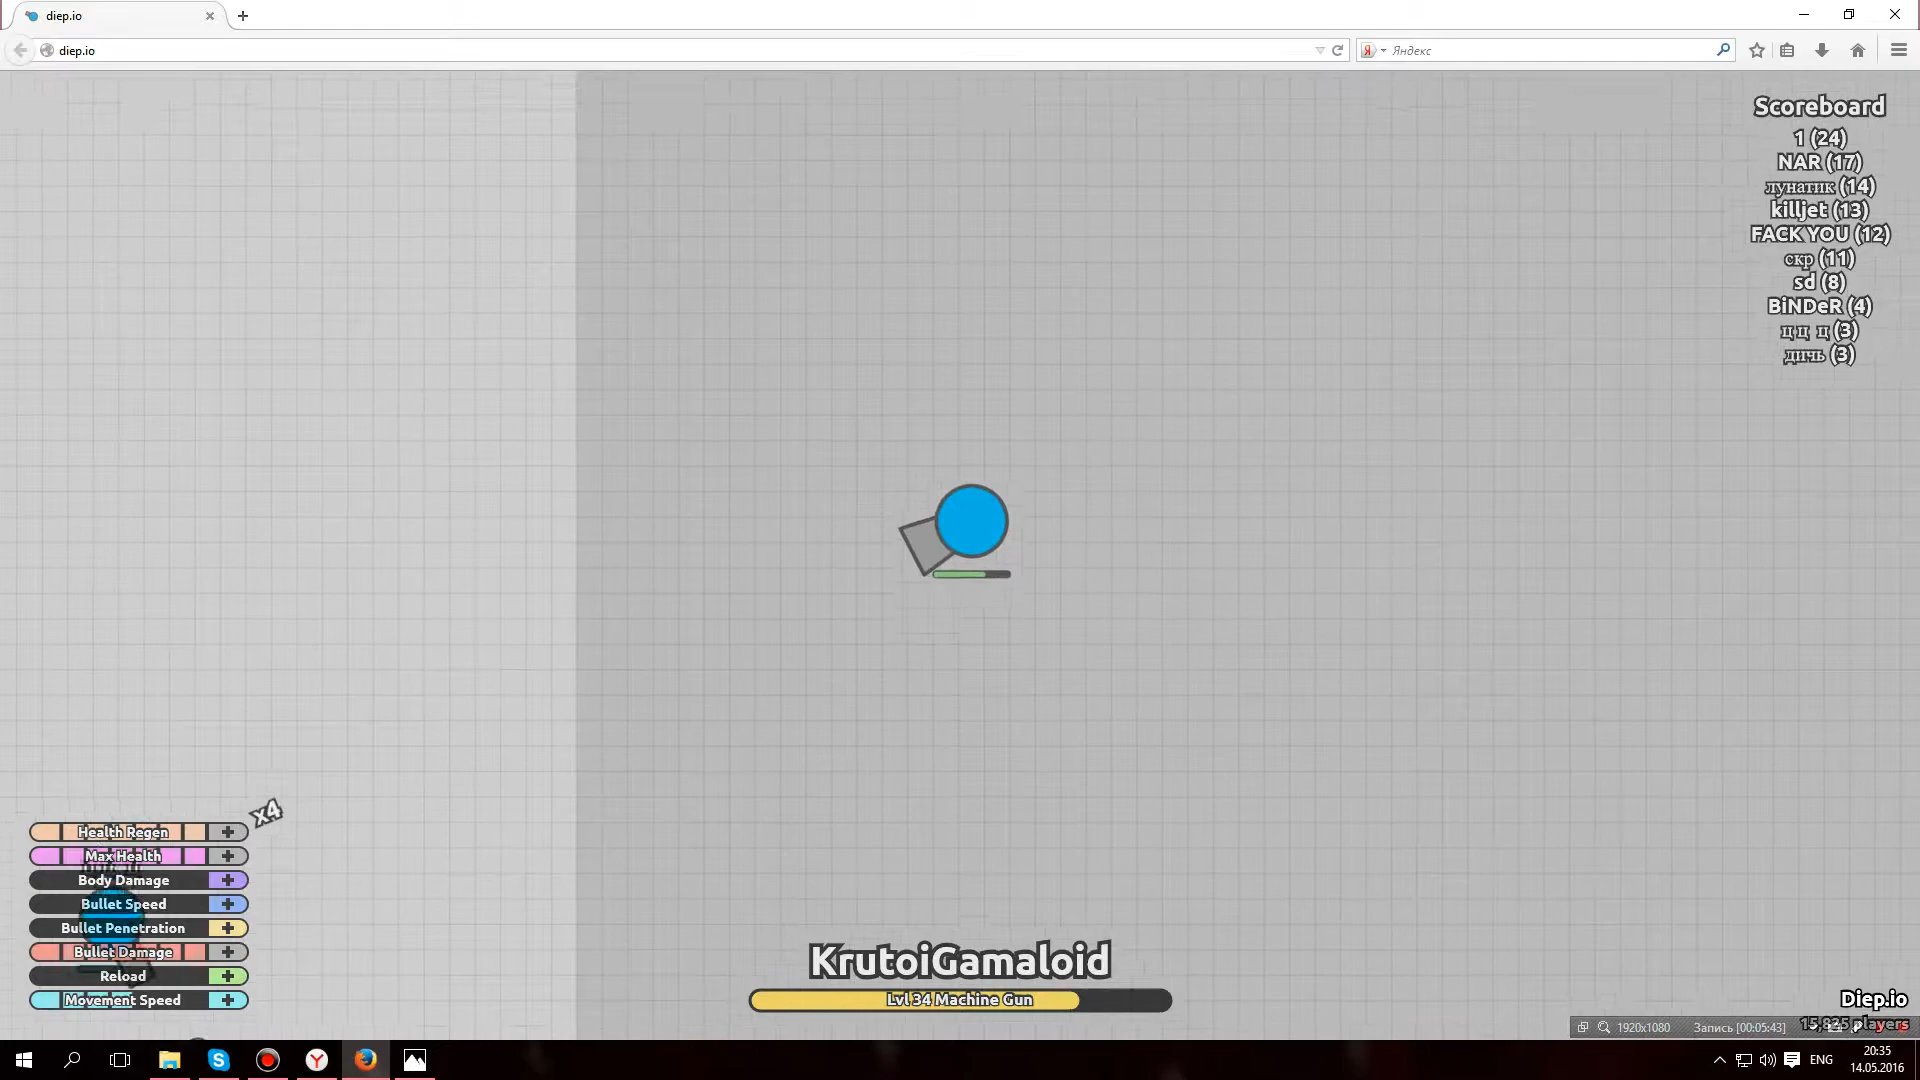 diep.io
diep.io
Яндекс
Scoreboard
1 (24)
NAR (17)
лунатик (14)
killjet (13)
FACK YOU (12)
скр (11)
sd (8)
BiNDeR (4)
ц ц ц (3)
дичь (3)
x4
Health Regen
Max Health
Body Damage
Bullet Speed
Bullet Penetration
Bullet Damage
Reload
Movement Speed
KrutoiGamaloid
Lvl 34 Machine Gun
Diep.io
players
1920x1080 Запись [00:05:43]
ENG
20:35
14.05.2016